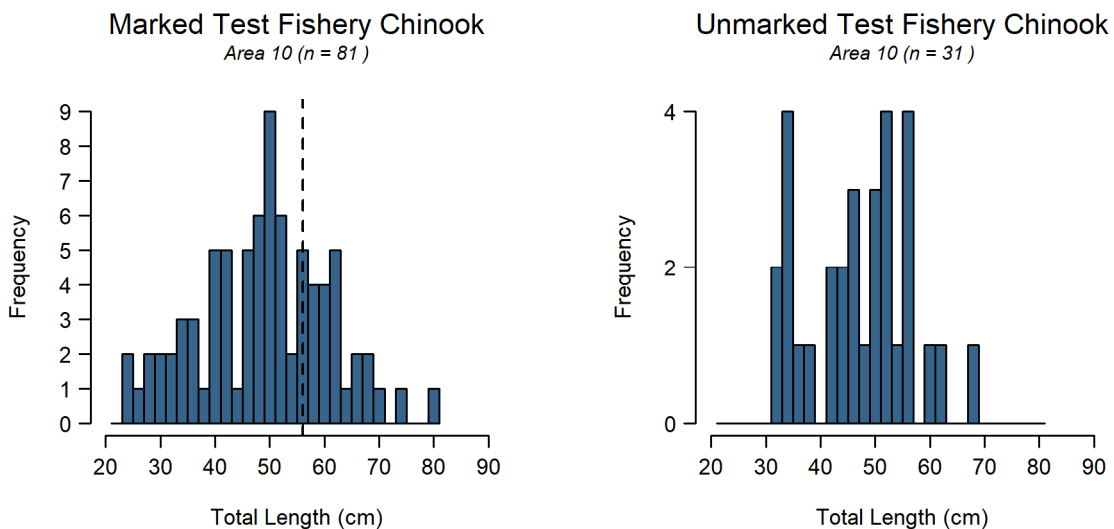 Marked Test Fishery Chinook
Area 10 (n = 81 )
Frequency
9
8
7
6
5
4
3
2
1
0
20 30 40 50 60 70 80 90
Total Length (cm)
Unmarked Test Fishery Chinook
Area 10 (n = 31 )
Frequency
4
2
0
20 30 40 50 60 70 80 90
Total Length (cm)